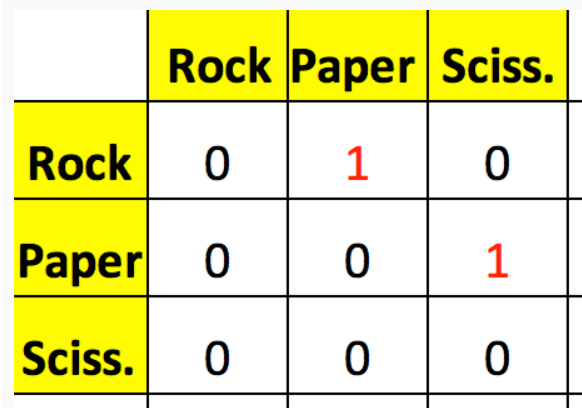 Rock Paper Sciss.
Rock 0 1 0
Paper 0 0 1
Sciss. 0 0 0